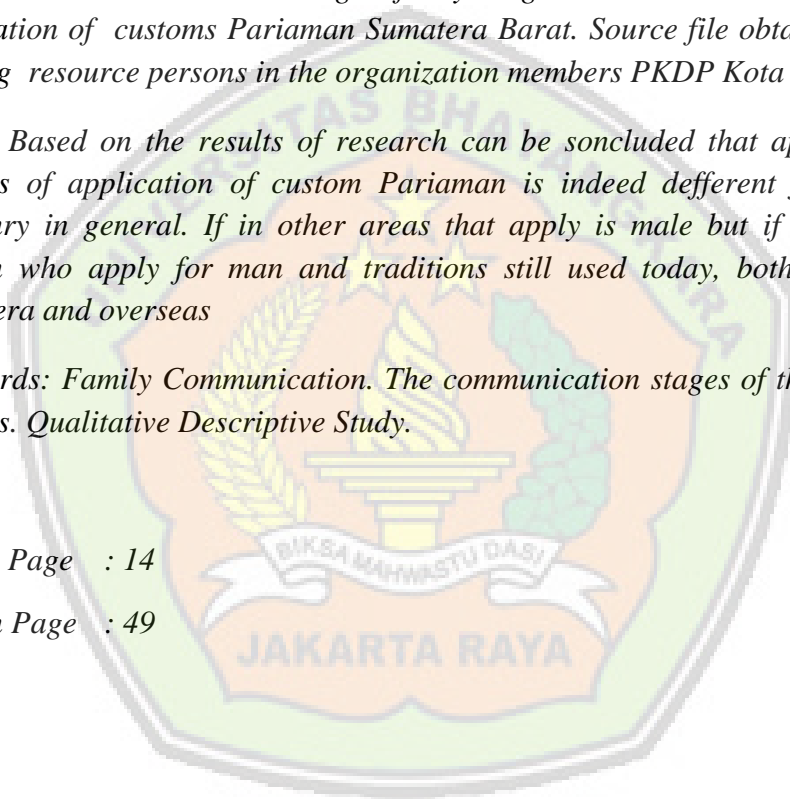 ation of customs Pariaman Sumatera Barat. Source file obta
g resource persons in the organization members PKDP Kota
Based on the results of research can be soncluded that ap
s of application of custom Pariaman is indeed defferent
ry in general. If in other areas that apply is male but if
who apply for man and traditions still used today, both
era and overseas
rds: Family Communication. The communication stages of th
s. Qualitative Descriptive Study.
Page : 14
Page : 49
UNIVERSITAS BHAYANGKARA
BIKSA MAHWASTU DASI
JAKARTA RAYA